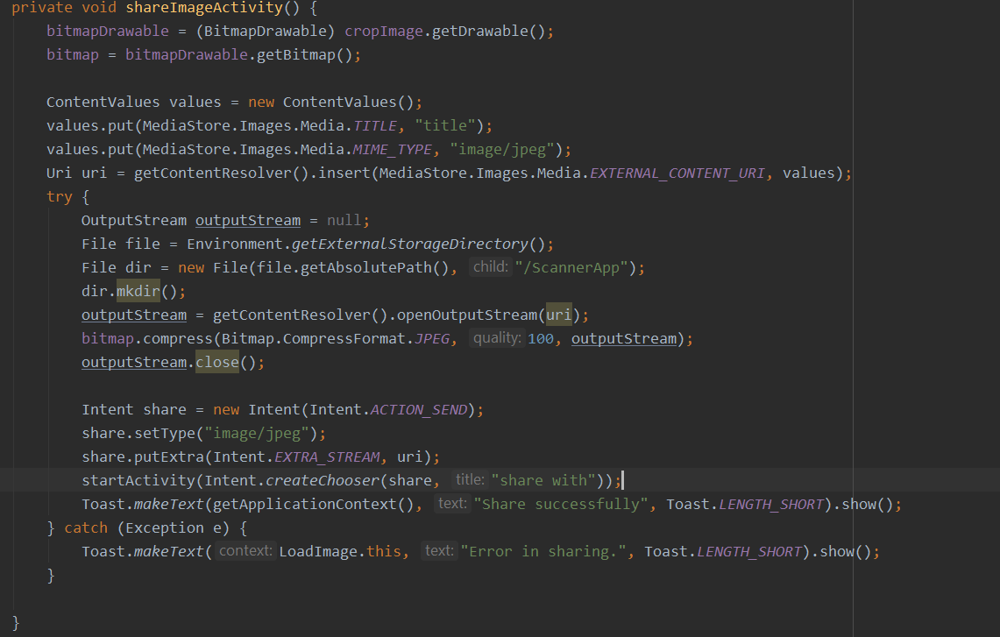 private void shareImageActivity() {
bitmapDrawable = (BitmapDrawable) cropImage.getDrawable();
bitmap = bitmapDrawable.getBitmap();
ContentValues values = new ContentValues();
values.put(MediaStore.Images.Media.TITLE, "title");
values.put(MediaStore.Images.Media.MIME_TYPE, "image/jpeg");
Uri uri = getContentResolver().insert(MediaStore.Images.Media.EXTERNAL_CONTENT_URI, values);
try {
OutputStream outputStream = null;
File file = Environment.getExternalStorageDirectory();
File dir = new File(file.getAbsolutePath(), child: "/ScannerApp");
dir.mkdir();
outputStream = getContentResolver().openOutputStream(uri);
bitmap.compress(Bitmap.CompressFormat.JPEG, quality: 100, outputStream);
outputStream.close();
Intent share = new Intent(Intent.ACTION_SEND);
share.setType("image/jpeg");
share.putExtra(Intent.EXTRA_STREAM, uri);
startActivity(Intent.createChooser(share, title: "share with"));
Toast.makeText(getApplicationContext(), text: "Share successfully", Toast.LENGTH_SHORT).show();
} catch (Exception e) {
Toast.makeText( context: LoadImage.this, text: "Error in sharing.", Toast.LENGTH_SHORT).show();
}
}